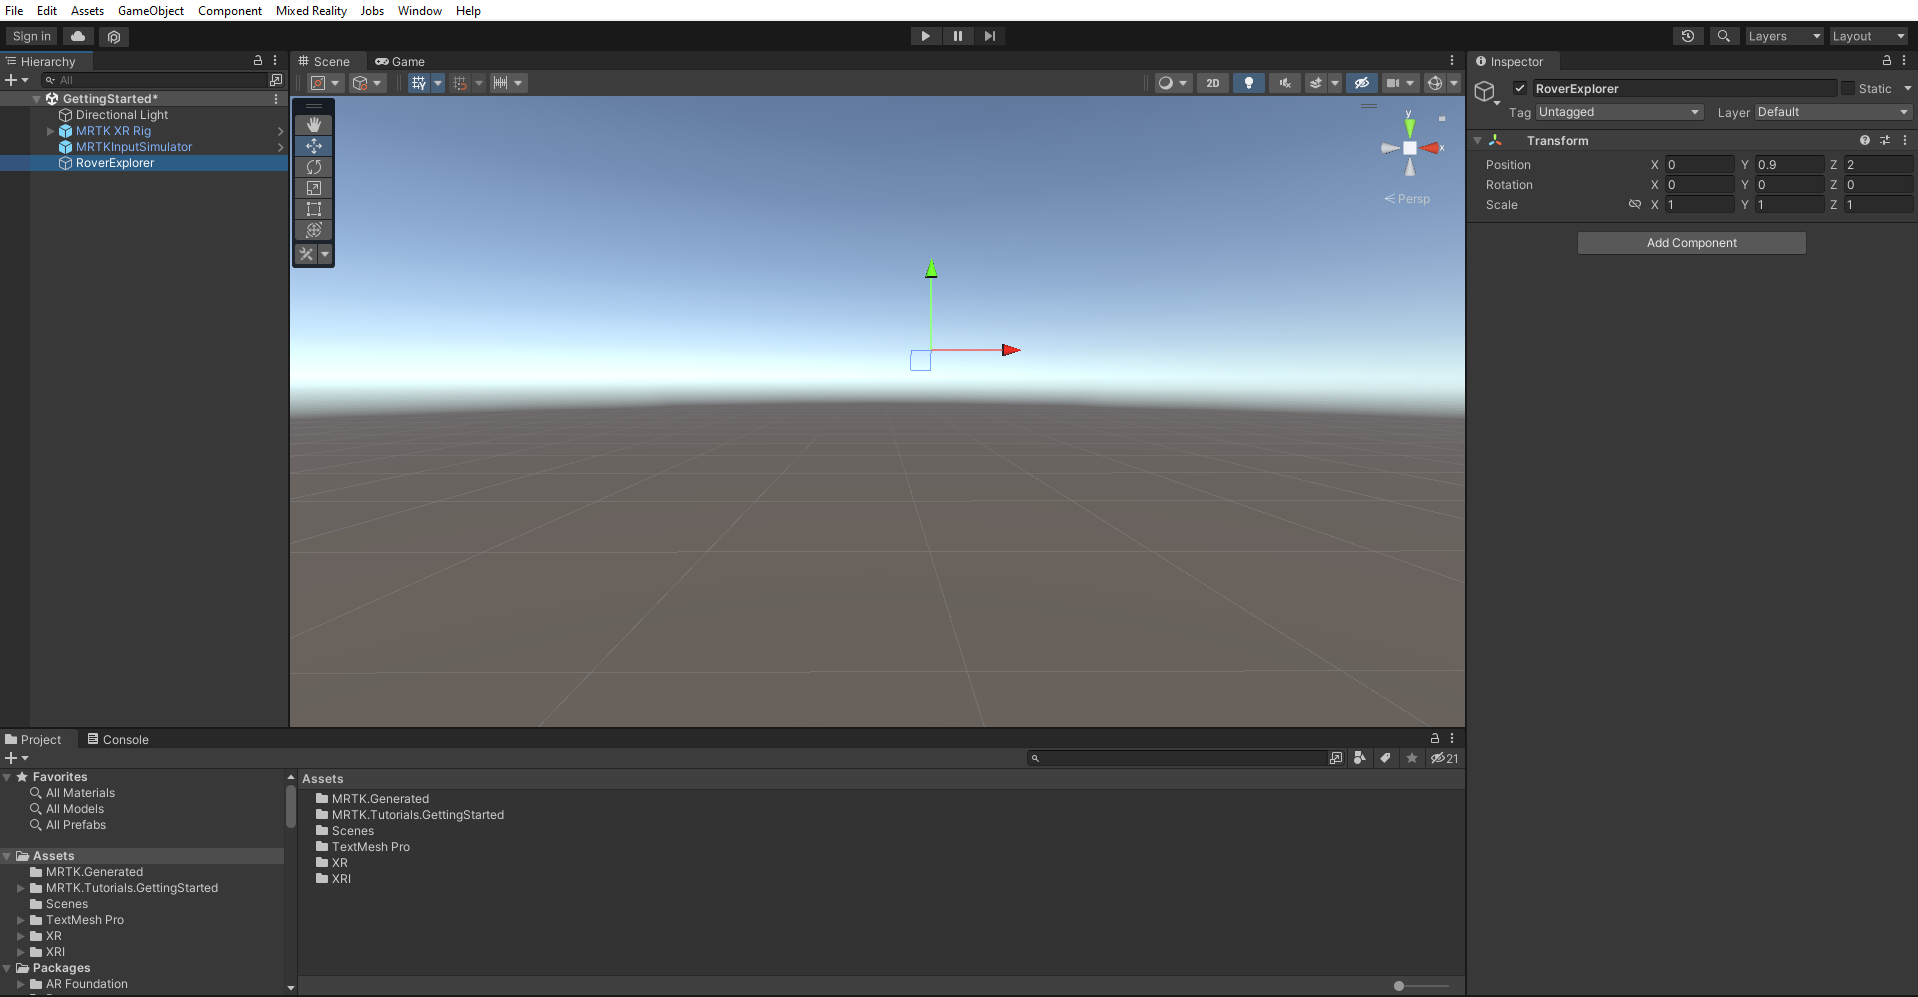 File Edit Assets GameObject Component Mixed Reality Jobs Window Help
Sign in
Layers
Layout
Hierarchy
All
GettingStarted*
Directional Light
MRTK XR Rig
MRTKInputSimulator
RoverExplorer
Scene
Game
2D
y
x
Persp
Inspector
RoverExplorer
Static
Tag Untagged
Layer Default
Transform
Position X 0 Y 0.9 Z 2
Rotation X 0 Y 0 Z 0
Scale X 1 Y 1 Z 1
Add Component
Project
Console
21
Favorites
All Materials
All Models
All Prefabs
Assets
MRTK.Generated
MRTK.Tutorials.GettingStarted
Scenes
TextMesh Pro
XR
XRI
Packages
AR Foundation
Assets
MRTK.Generated
MRTK.Tutorials.GettingStarted
Scenes
TextMesh Pro
XR
XRI